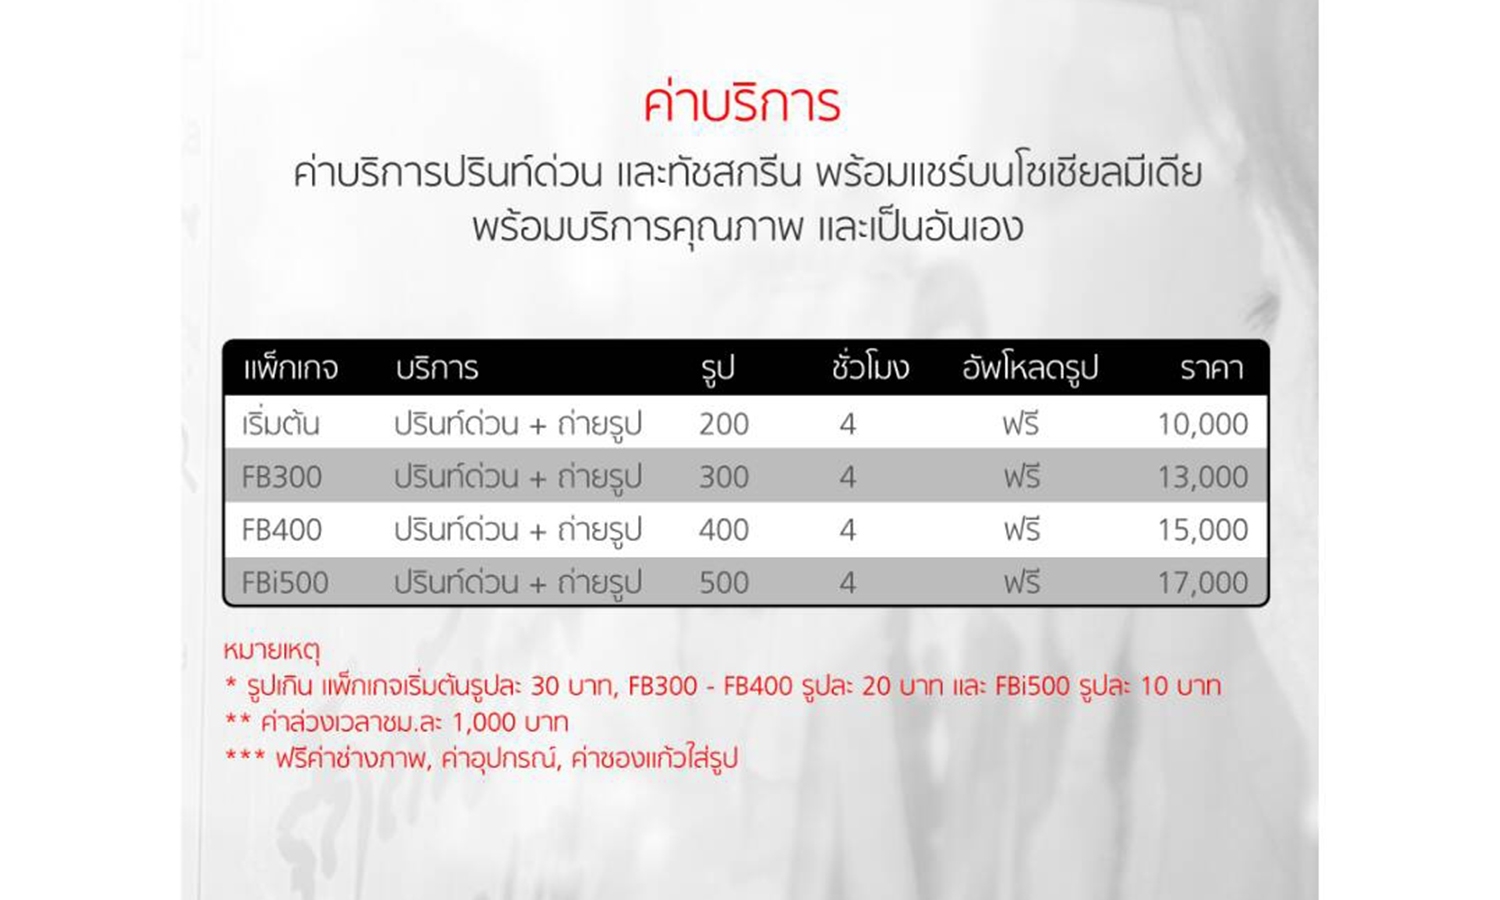 ค่าบริการ
ค่าบริการปรินท์ด่วน และทัชสกรีน พร้อมแชร์บนโซเชียลมีเดีย
พร้อมบริการคุณภาพ และเป็นอันเอง
แพ็กเกจ บริการ รูป ชั่วโมง อัพโหลดรูป ราคา
เริ่มต้น ปรินท์ด่วน + ถ่ายรูป 200 4 ฟรี 10,000
FB300 ปรินท์ด่วน + ถ่ายรูป 300 4 ฟรี 13,000
FB400 ปรินท์ด่วน + ถ่ายรูป 400 4 ฟรี 15,000
FBi500 ปรินท์ด่วน + ถ่ายรูป 500 4 ฟรี 17,000
หมายเหตุ
* รูปเกิน แพ็กเกจเริ่มต้นรูปละ 30 บาท, FB300 - FB400 รูปละ 20 บาท และ FBi500 รูปละ 10 บาท
** ค่าล่วงเวลาชม.ละ 1,000 บาท
*** ฟรีค่าช่างภาพ, ค่าอุปกรณ์, ค่าซองแก้วใส่รูป